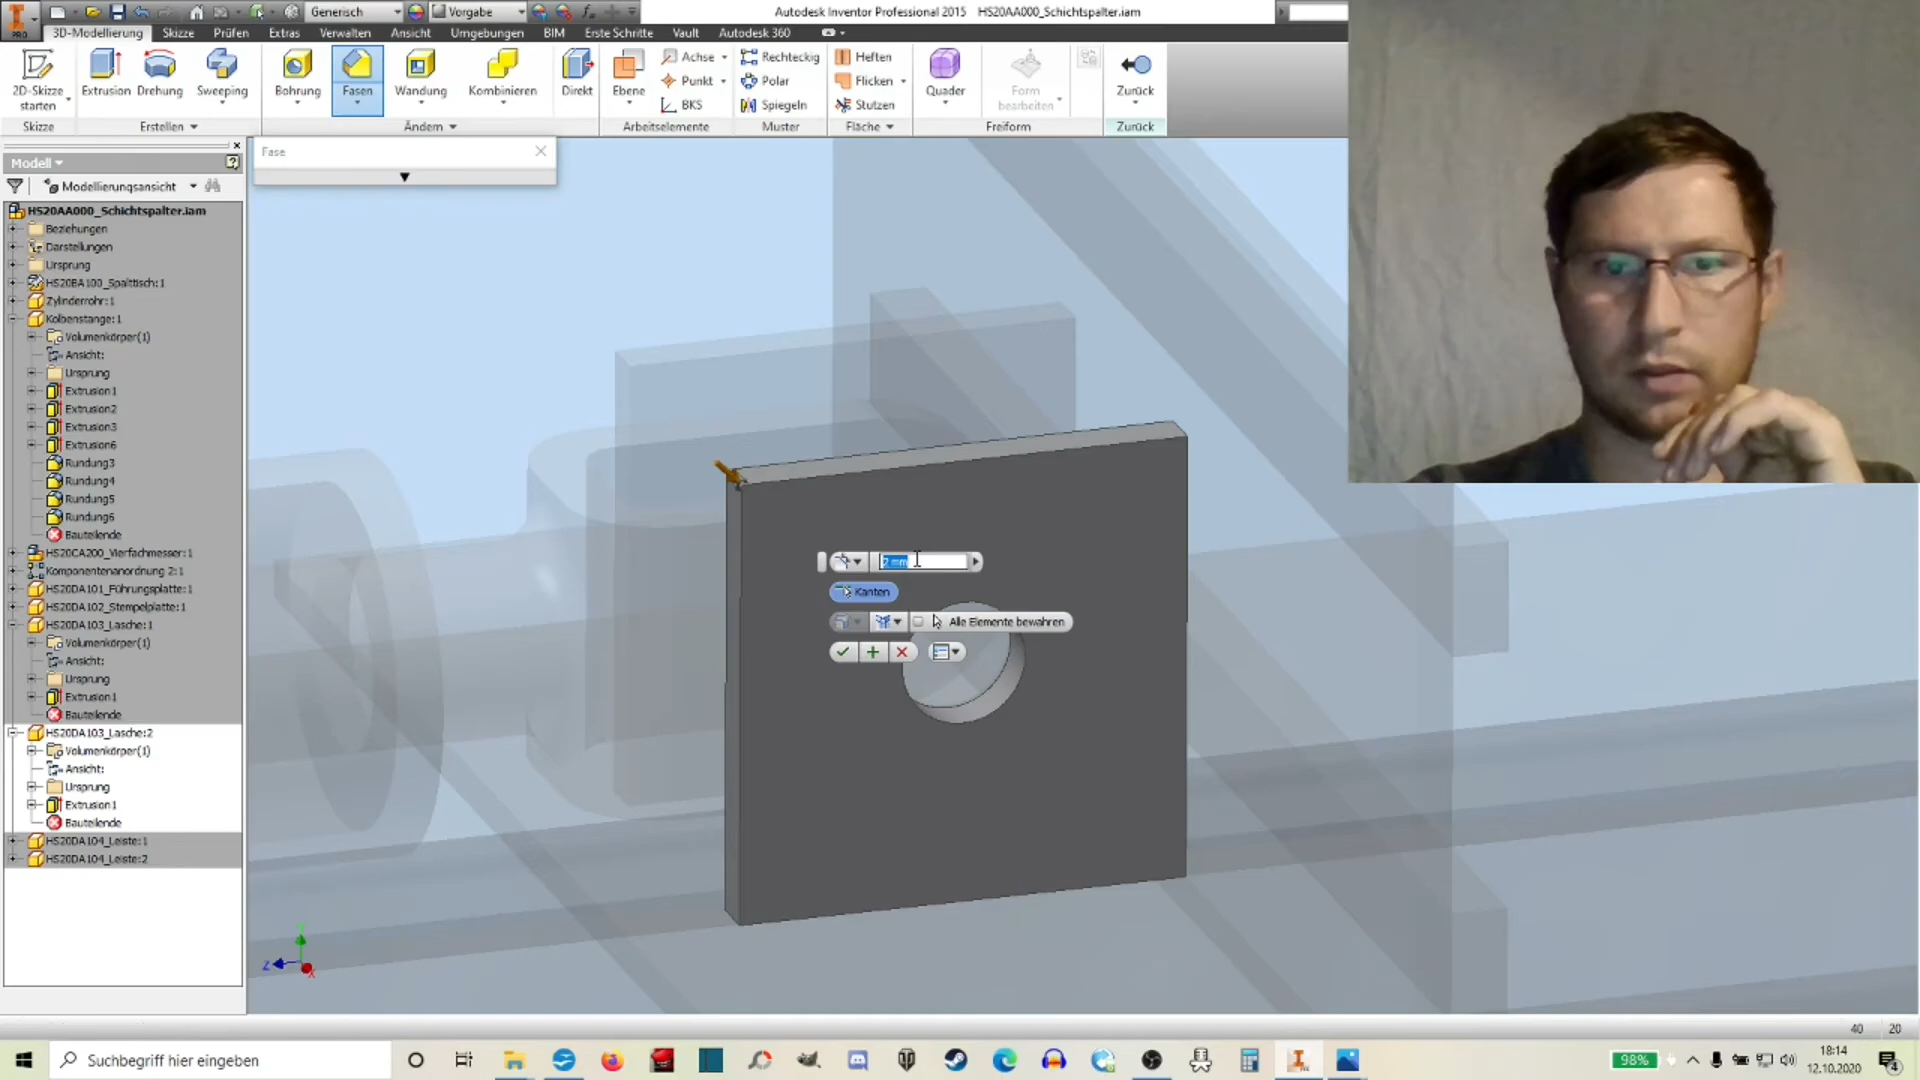 Generisch
Vorgabe
Autodesk Inventor Professional 2015 HS20AA000_Schichtspalter.iam
PRO
3D-Modellierung Skizze Prüfen Extras Verwalten Ansicht Umgebungen BIM Erste Schritte Vault Autodesk 360
2D-Skizze starten
Extrusion Drehung Sweeping
Bohrung Fasen Wandung Kombinieren Direkt
Ebene
Achse
Punkt
BKS
Rechteckig
Polar
Spiegeln
Heften
Flicken
Stutzen
Quader
Form bearbeiten
Zurück
Skizze Erstellen Ändern Arbeitselemente Muster Fläche Freiform Zurück
Modell
Fase
Modellierungsansicht
HS20AA000_Schichtspalter.iam
Beziehungen
Darstellungen
Ursprung
HS20BA100_Spalttisch:1
Zylinderrohr:1
Kolbenstange:1
Volumenkörper(1)
Ansicht:
Ursprung
Extrusion1
Extrusion2
Extrusion3
Extrusion6
Rundung3
Rundung4
Rundung5
Rundung6
Bauteilende
HS20CA200_Vierfachmesser:1
Komponentenanordnung 2:1
HS20DA101_Führungsplatte:1
HS20DA102_Stempelplatte:1
HS20DA103_Lasche:1
Volumenkörper(1)
Ansicht:
Ursprung
Extrusion1
Bauteilende
HS20DA103_Lasche:2
Volumenkörper(1)
Ansicht:
Ursprung
Extrusion1
Bauteilende
HS20DA104_Leiste:1
HS20DA104_Leiste:2
2 mm
Kanten
Alle Elemente bewahren
Z
X
40 20
Suchbegriff hier eingeben
98%
18:14
12.10.2020
4